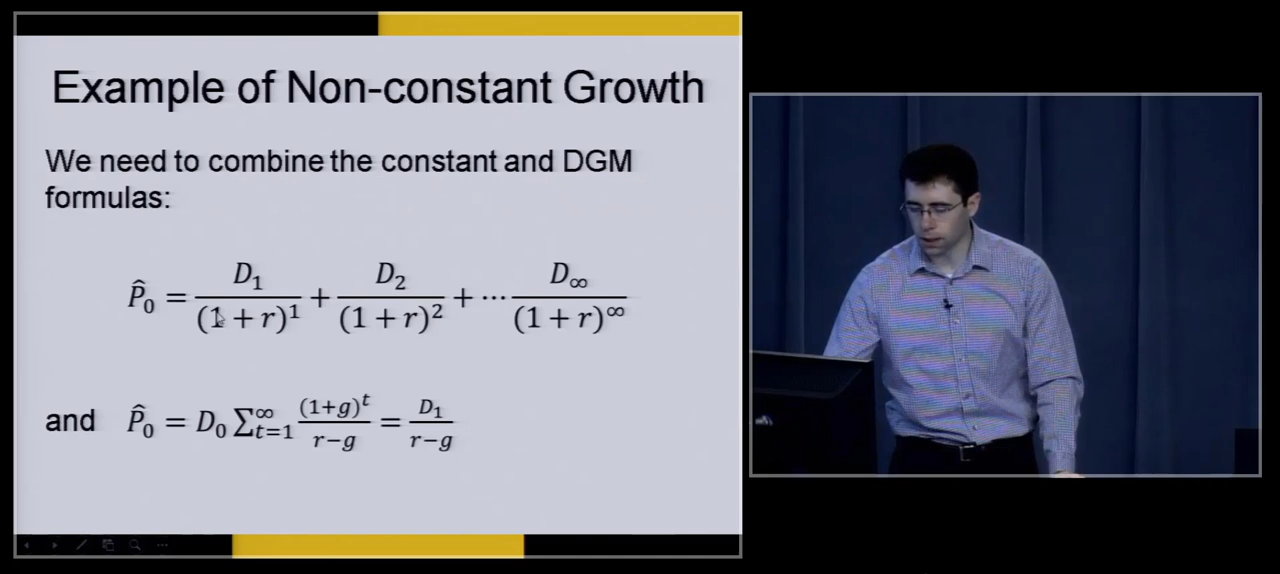 Example of Non-constant Growth
We need to combine the constant and DGM
formulas:
P̂₀ = D₁/(1 + r)¹ + D₂/(1 + r)² + ⋯ D∞/(1 + r)^∞
and P̂₀ = D₀ ∑_{t=1}^{∞} (1+g)^t/(r−g) = D₁/(r−g)